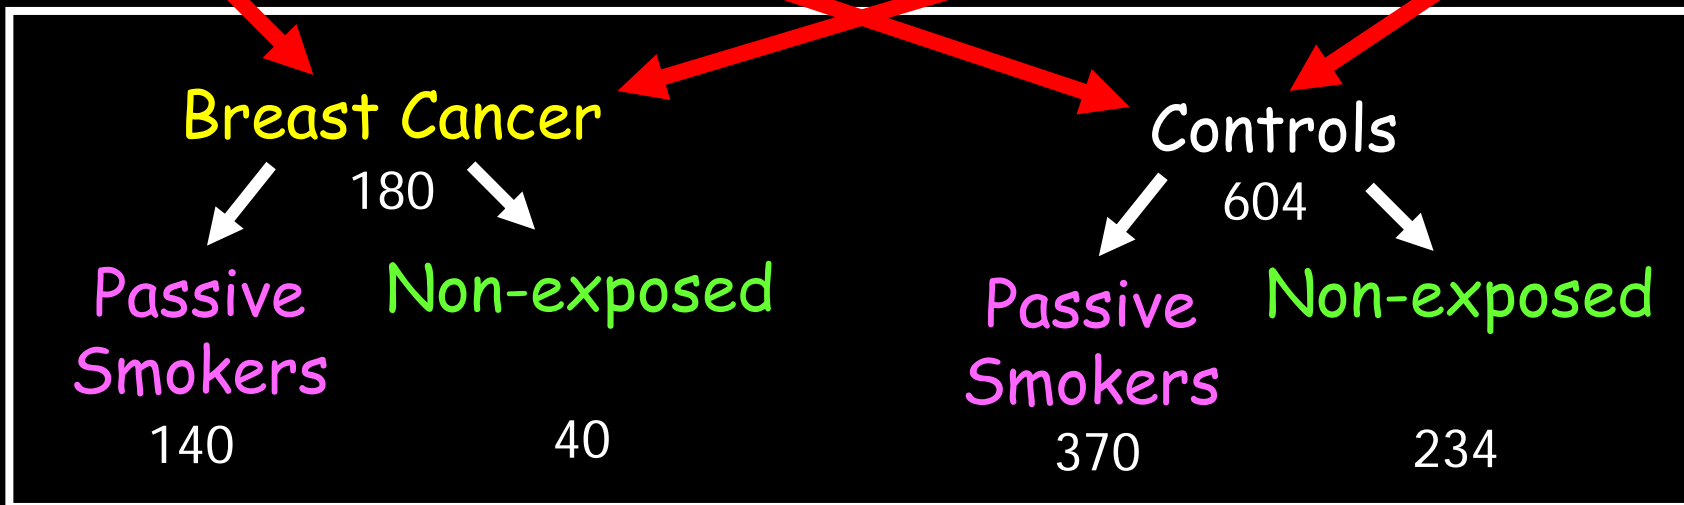 Breast Cancer
180
Passive
Smokers
140
Non-exposed
40
Controls
604
Passive
Smokers
370
Non-exposed
234